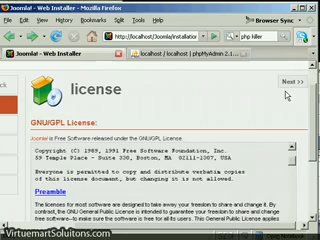 Joomla! - Web Installer - Mozilla Firefox
File Edit View History Bookmarks Tools Help
Browser Sync
http://localhost/Joomla/installation
php killer
Joomla! - Web Installer
localhost / localhost | phpMyAdmin 2.1...
license
Next >>
GNU/GPL License:
Joomla! is Free Software released under the GNU/GPL License.
Copyright (C) 1989, 1991 Free Software Foundation, Inc.
59 Temple Place - Suite 330, Boston, MA 02111-1307, USA
Everyone is permitted to copy and distribute verbatim copies
of this license document, but changing it is not allowed.
Preamble
The licenses for most software are designed to take away your freedom to share and change it. By
contrast, the GNU General Public License is intended to guarantee your freedom to share and change
free software--to make sure the software is free for all its users. This General Public License applies
VirtuemartSoluitons.com